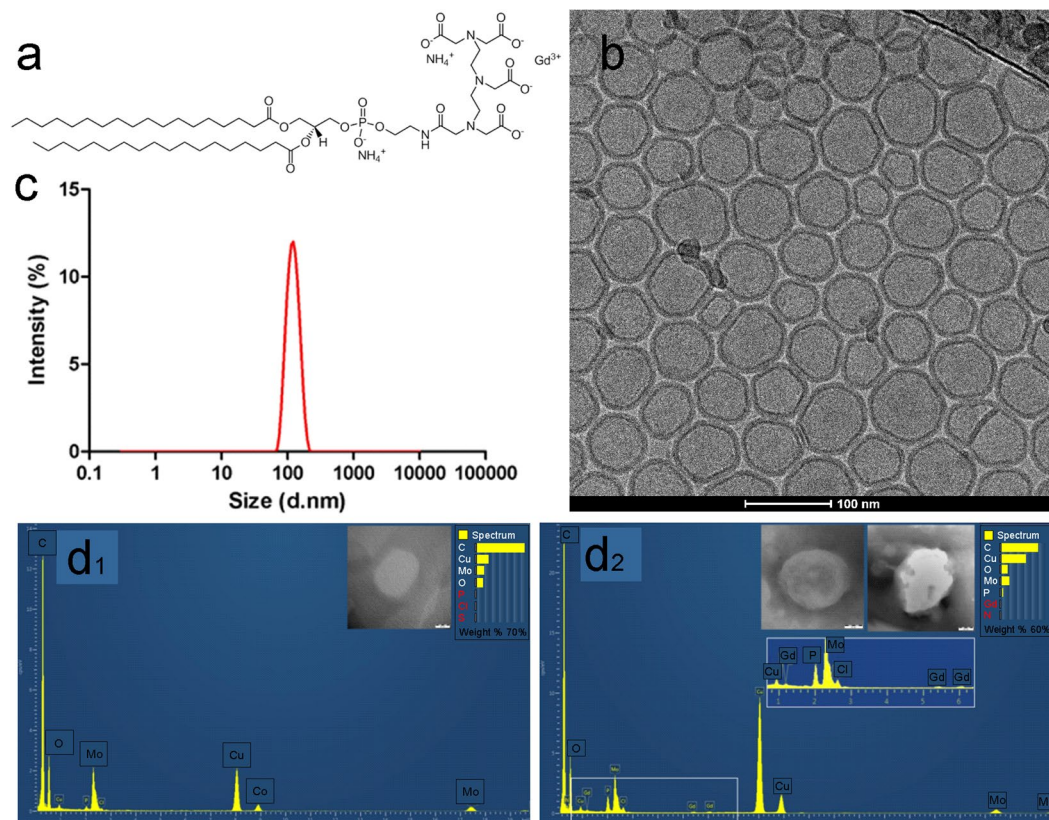 a
O
O-
N
O
O-
NH₄⁺
Gd³⁺
N
O-
O
O
O
O
P
O
O-
NH₄⁺
O
N
H
O
N
O-
O
O
O
H
b
100 nm
c
15
10
5
0
Intensity (%)
0.1 1 10 100 1000 10000 100000
Size (d.nm)
d1
C
O
Mo
Cu
Co
Mo
Spectrum
C
Cu
Mo
O
P
Weight % 70%
d2
C
O
Cu
Gd
P
Mo
Cl
Gd
Gd
1 2 3 4 5 6
Cu
Mo
Spectrum
C
Cu
O
Mo
P
Gd
Weight % 60%